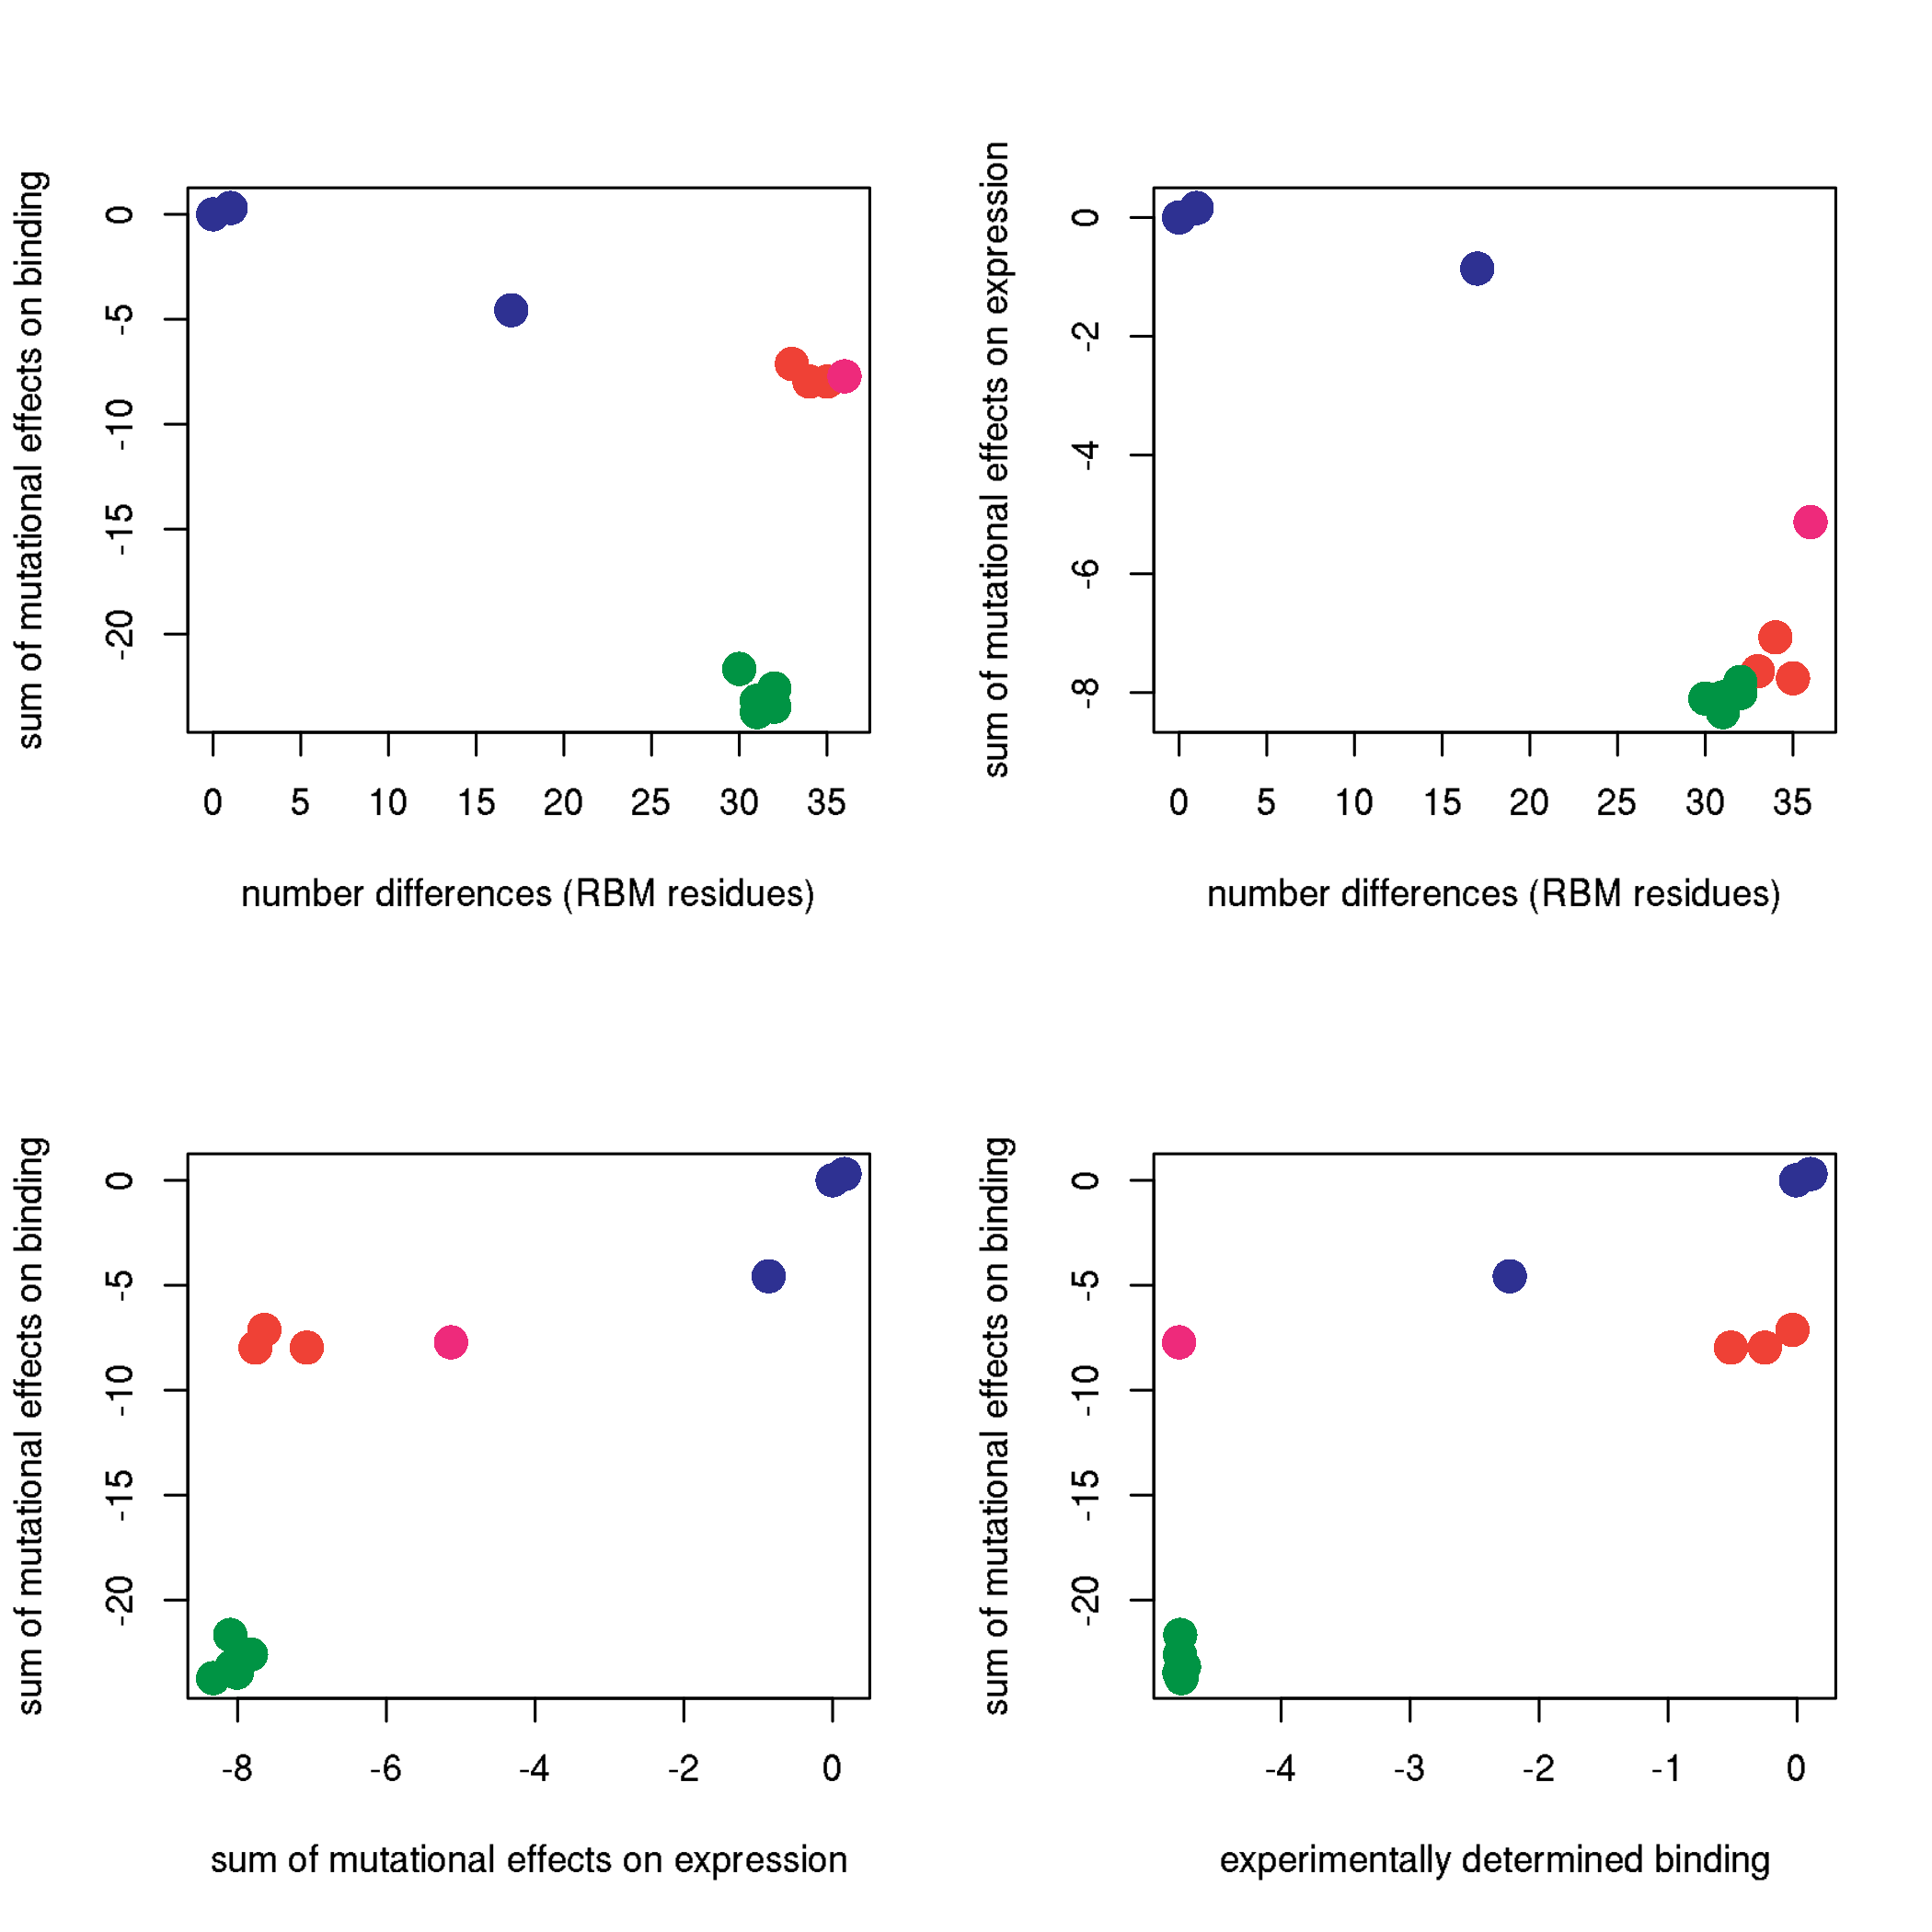 sum of mutational effects on binding
0
-5
-10
-15
-20
0 5 10 15 20 25 30 35
number differences (RBM residues)
sum of mutational effects on expression
0
-2
-4
-6
-8
0 5 10 15 20 25 30 35
number differences (RBM residues)
sum of mutational effects on binding
0
-5
-10
-15
-20
-8 -6 -4 -2 0
sum of mutational effects on expression
sum of mutational effects on binding
0
-5
-10
-15
-20
-4 -3 -2 -1 0
experimentally determined binding